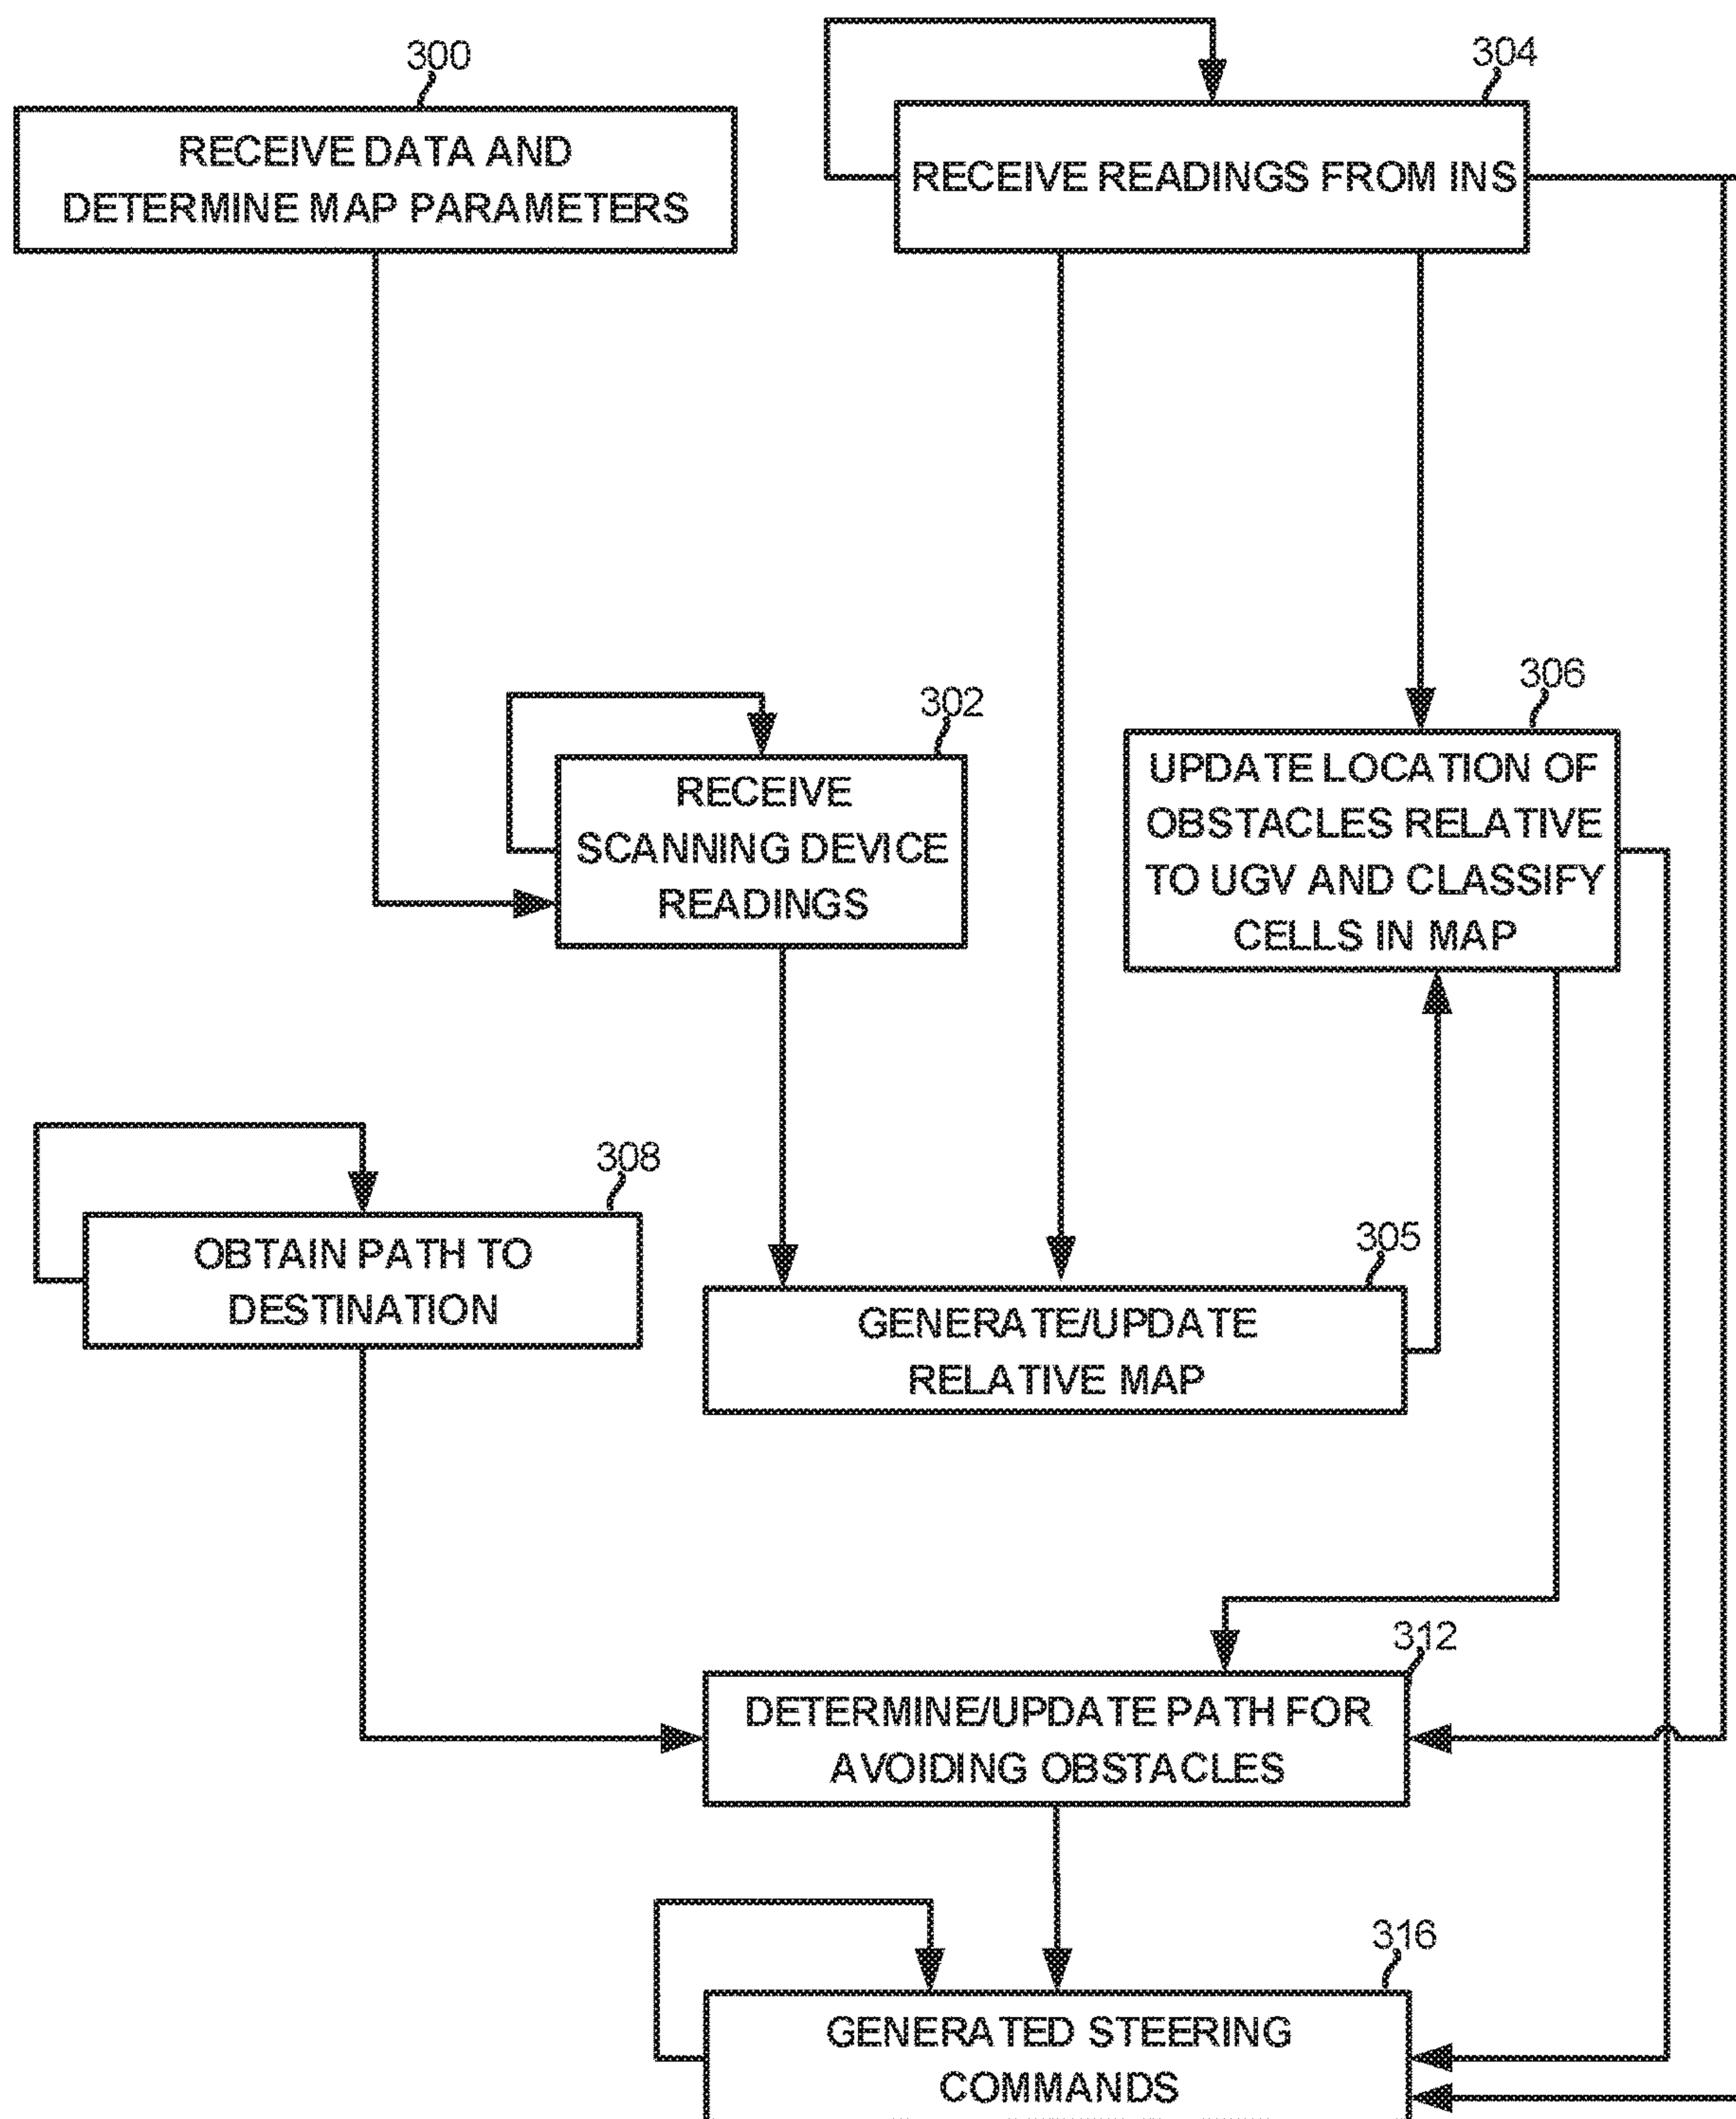 300
RECEIVE DATA AND
DETERMINE MAP PARAMETERS
304
RECEIVE READINGS FROM INS
302
RECEIVE
SCANNING DEVICE
READINGS
306
UPDATE LOCATION OF
OBSTACLES RELATIVE
TO UGV AND CLASSIFY
CELLS IN MAP
308
OBTAIN PATH TO
DESTINATION
305
GENERATE/UPDATE
RELATIVE MAP
312
DETERMINE/UPDATE PATH FOR
AVOIDING OBSTACLES
316
GENERATED STEERING
COMMANDS